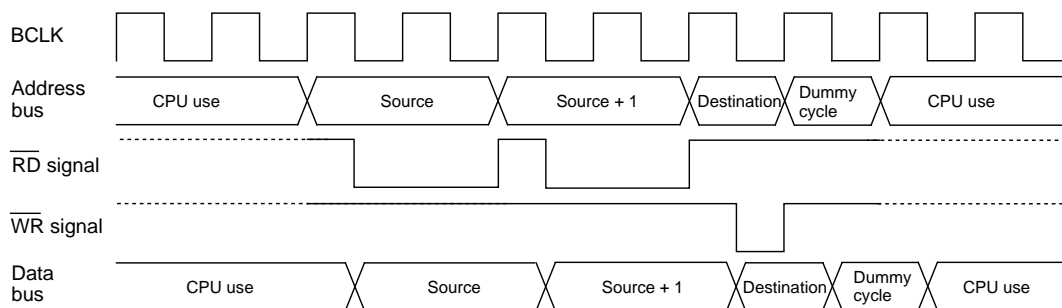 BCLK
Address
bus
CPU use
Source
Source + 1
Destination
Dummy
cycle
CPU use
RD signal
WR signal
Data
bus
CPU use
Source
Source + 1
Destination
Dummy
cycle
CPU use